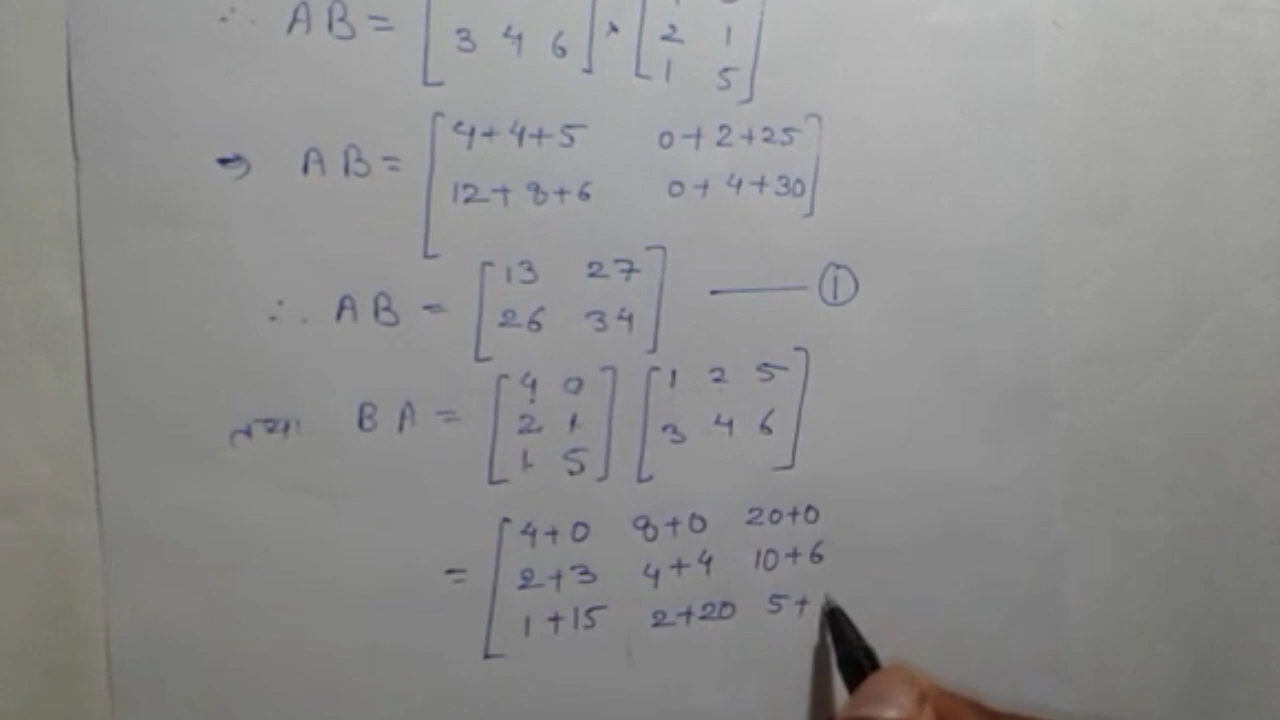 ∴ AB = [
3 4 6] × [2 1
1 5]
⇒ AB = [4+4+5 0+2+25
12+8+6 0+4+30]
∴ AB = [13 27
26 34] —— ①
तथा BA = [4 0] [1 2 5]
2 1 3 4 6
1 5
= [4+0 8+0 20+0
2+3 4+4 10+6
1+15 2+20 5+